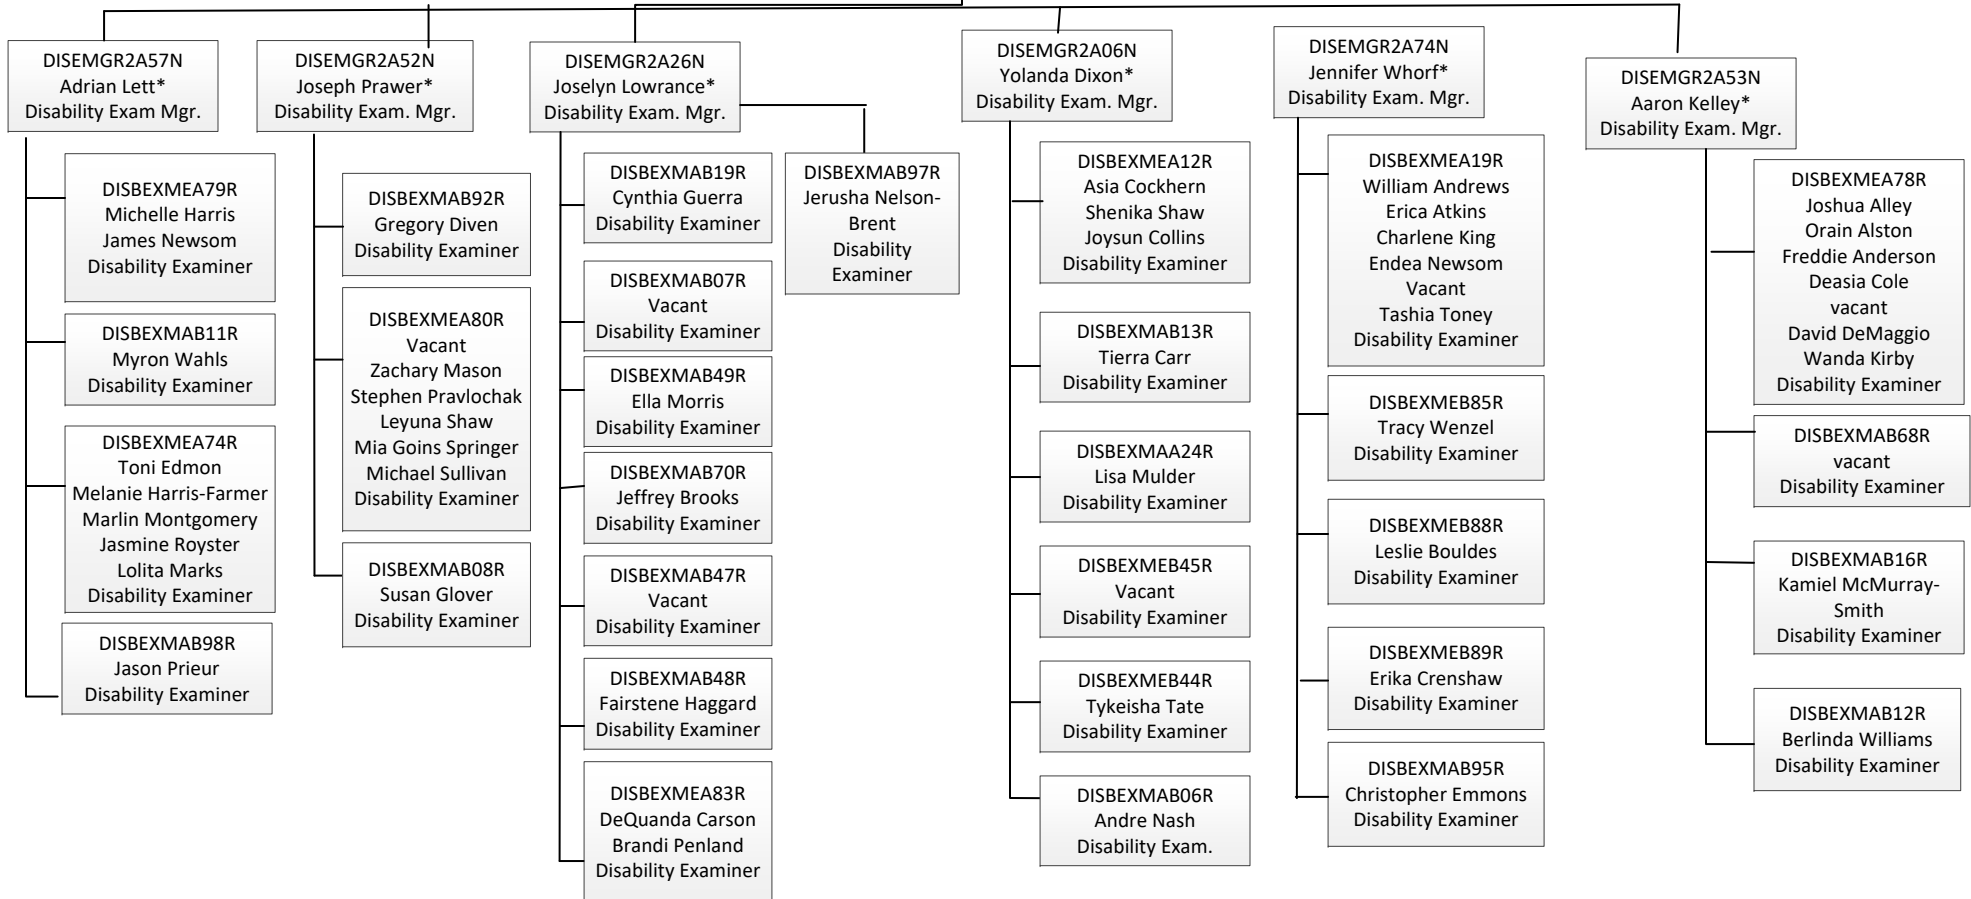 DISEMGR2A57N
Adrian Lett*
Disability Exam Mgr.
DISBEXMEA79R
Michelle Harris
James Newsom
Disability Examiner
DISBEXMAB11R
Myron Wahls
Disability Examiner
DISBEXMEA74R
Toni Edmon
Melanie Harris-Farmer
Marlin Montgomery
Jasmine Royster
Lolita Marks
Disability Examiner
DISBEXMAB98R
Jason Prieur
Disability Examiner
DISEMGR2A52N
Joseph Prawer*
Disability Exam. Mgr.
DISBEXMAB92R
Gregory Diven
Disability Examiner
DISBEXMEA80R
Vacant
Zachary Mason
Stephen Pravlochak
Leyuna Shaw
Mia Goins Springer
Michael Sullivan
Disability Examiner
DISBEXMAB08R
Susan Glover
Disability Examiner
DISEMGR2A26N
Joselyn Lowrance*
Disability Exam. Mgr.
DISBEXMAB19R
Cynthia Guerra
Disability Examiner
DISBEXMAB07R
Vacant
Disability Examiner
DISBEXMAB49R
Ella Morris
Disability Examiner
DISBEXMAB70R
Jeffrey Brooks
Disability Examiner
DISBEXMAB47R
Vacant
Disability Examiner
DISBEXMAB48R
Fairstene Haggard
Disability Examiner
DISBEXMEA83R
DeQuanda Carson
Brandi Penland
Disability Examiner
DISBEXMAB97R
Jerusha Nelson-
Brent
Disability
Examiner
DISEMGR2A06N
Yolanda Dixon*
Disability Exam. Mgr.
DISBEXMEA12R
Asia Cockhern
Shenika Shaw
Joysun Collins
Disability Examiner
DISBEXMAB13R
Tierra Carr
Disability Examiner
DISBEXMAA24R
Lisa Mulder
Disability Examiner
DISBEXMEB45R
Vacant
Disability Examiner
DISBEXMEB44R
Tykeisha Tate
Disability Examiner
DISBEXMAB06R
Andre Nash
Disability Exam.
DISEMGR2A74N
Jennifer Whorf*
Disability Exam. Mgr.
DISBEXMEA19R
William Andrews
Erica Atkins
Charlene King
Endea Newsom
Vacant
Tashia Toney
Disability Examiner
DISBEXMEB85R
Tracy Wenzel
Disability Examiner
DISBEXMEB88R
Leslie Bouldes
Disability Examiner
DISBEXMEB89R
Erika Crenshaw
Disability Examiner
DISBEXMAB95R
Christopher Emmons
Disability Examiner
DISEMGR2A53N
Aaron Kelley*
Disability Exam. Mgr.
DISBEXMEA78R
Joshua Alley
Orain Alston
Freddie Anderson
Deasia Cole
vacant
David DeMaggio
Wanda Kirby
Disability Examiner
DISBEXMAB68R
vacant
Disability Examiner
DISBEXMAB16R
Kamiel McMurray-
Smith
Disability Examiner
DISBEXMAB12R
Berlinda Williams
Disability Examiner